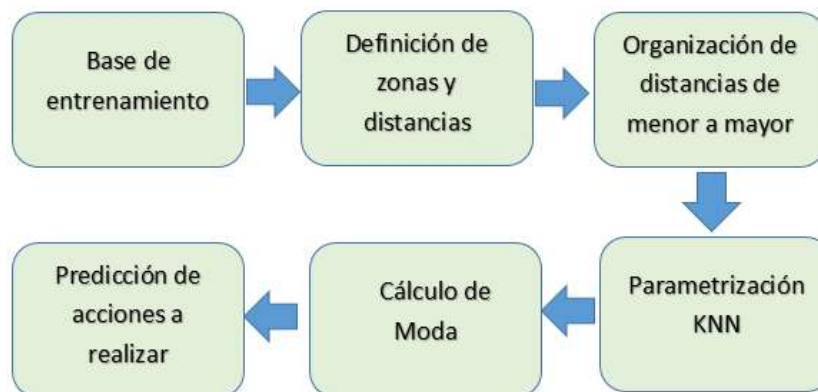 Base de
entrenamiento
Definición de
zonas y
distancias
Organización de
distancias de
menor a mayor
Parametrización
KNN
Cálculo de
Moda
Predicción de
acciones a
realizar